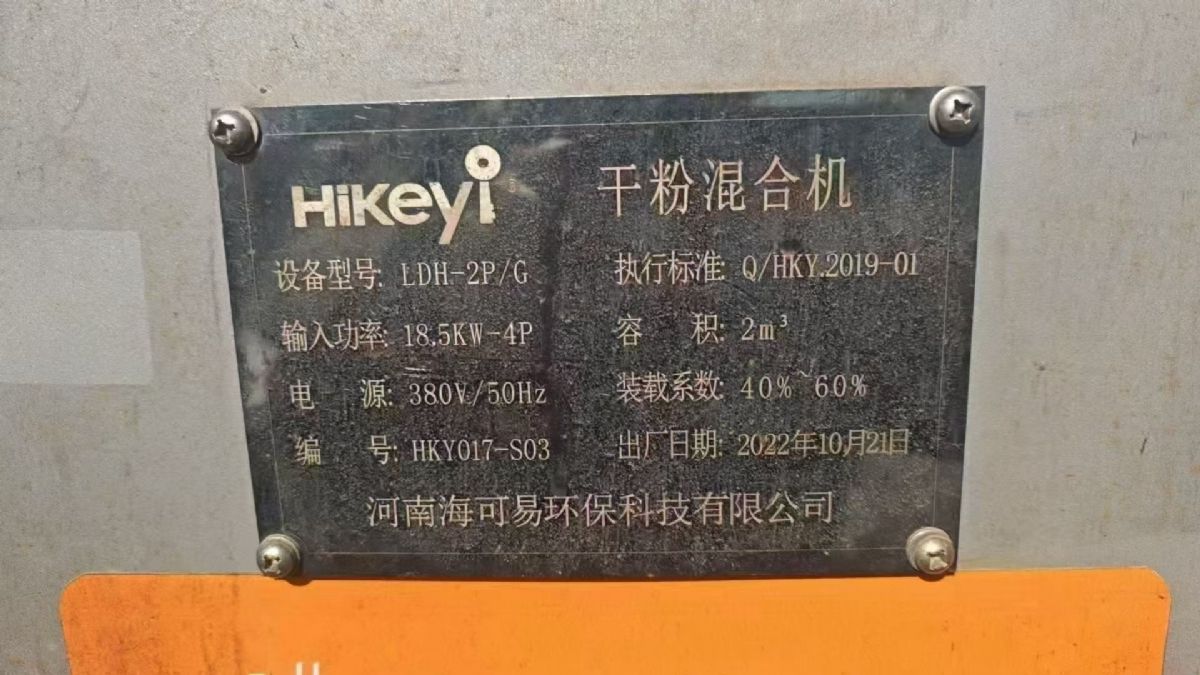 HiKeyi® 干粉混合机
设备型号: LDH-2P/G 执行标准: Q/HKY.2019-01
输入功率: 18.5KW-4P 容 积: 2m³
电 源: 380V/50Hz 装载系数: 40%~60%
编 号: HKY017-S03 出厂日期: 2022年10月21日
河南海可易环保科技有限公司